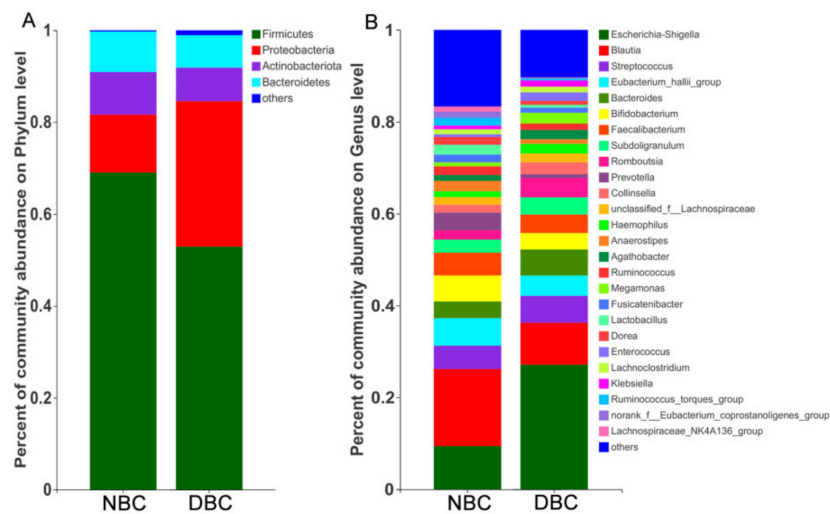 A
Percent of community abundance on Phylum level
1
0.8
0.6
0.4
0.2
0
NBC
DBC
Firmicutes
Proteobacteria
Actinobacteriota
Bacteroidetes
others
B
Percent of community abundance on Genus level
1
0.8
0.6
0.4
0.2
0
NBC
DBC
Escherichia-Shigella
Blautia
Streptococcus
Eubacterium_hallii_group
Bacteroides
Bifidobacterium
Faecalibacterium
Subdoligranulum
Romboutsia
Prevotella
Collinsella
unclassified_f__Lachnospiraceae
Haemophilus
Anaerostipes
Agathobacter
Ruminococcus
Megamonas
Fusicatenibacter
Lactobacillus
Dorea
Enterococcus
Lachnoclostridium
Klebsiella
Ruminococcus_torques_group
norank_f__Eubacterium_coprostanoligenes_group
Lachnospiraceae_NK4A136_group
others